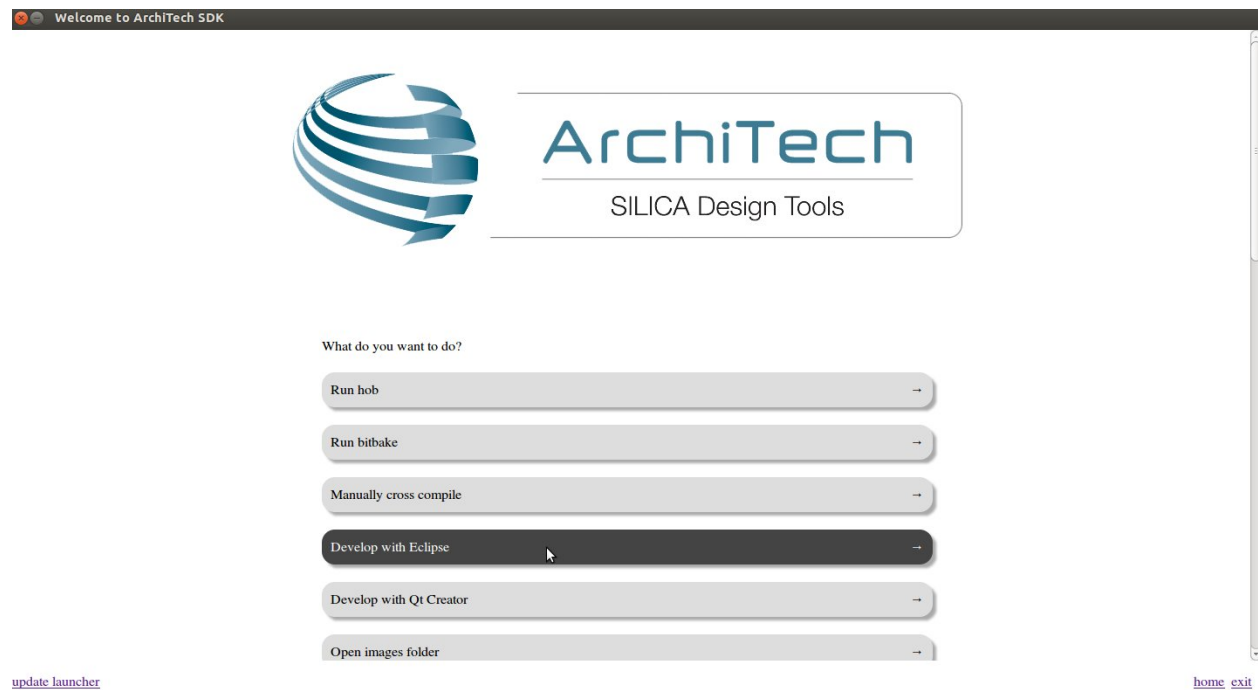 Welcome to ArchiTech SDK
ArchiTech
SILICA Design Tools
What do you want to do?
Run hob →
Run bitbake →
Manually cross compile →
Develop with Eclipse →
Develop with Qt Creator →
Open images folder →
update launcher
home exit